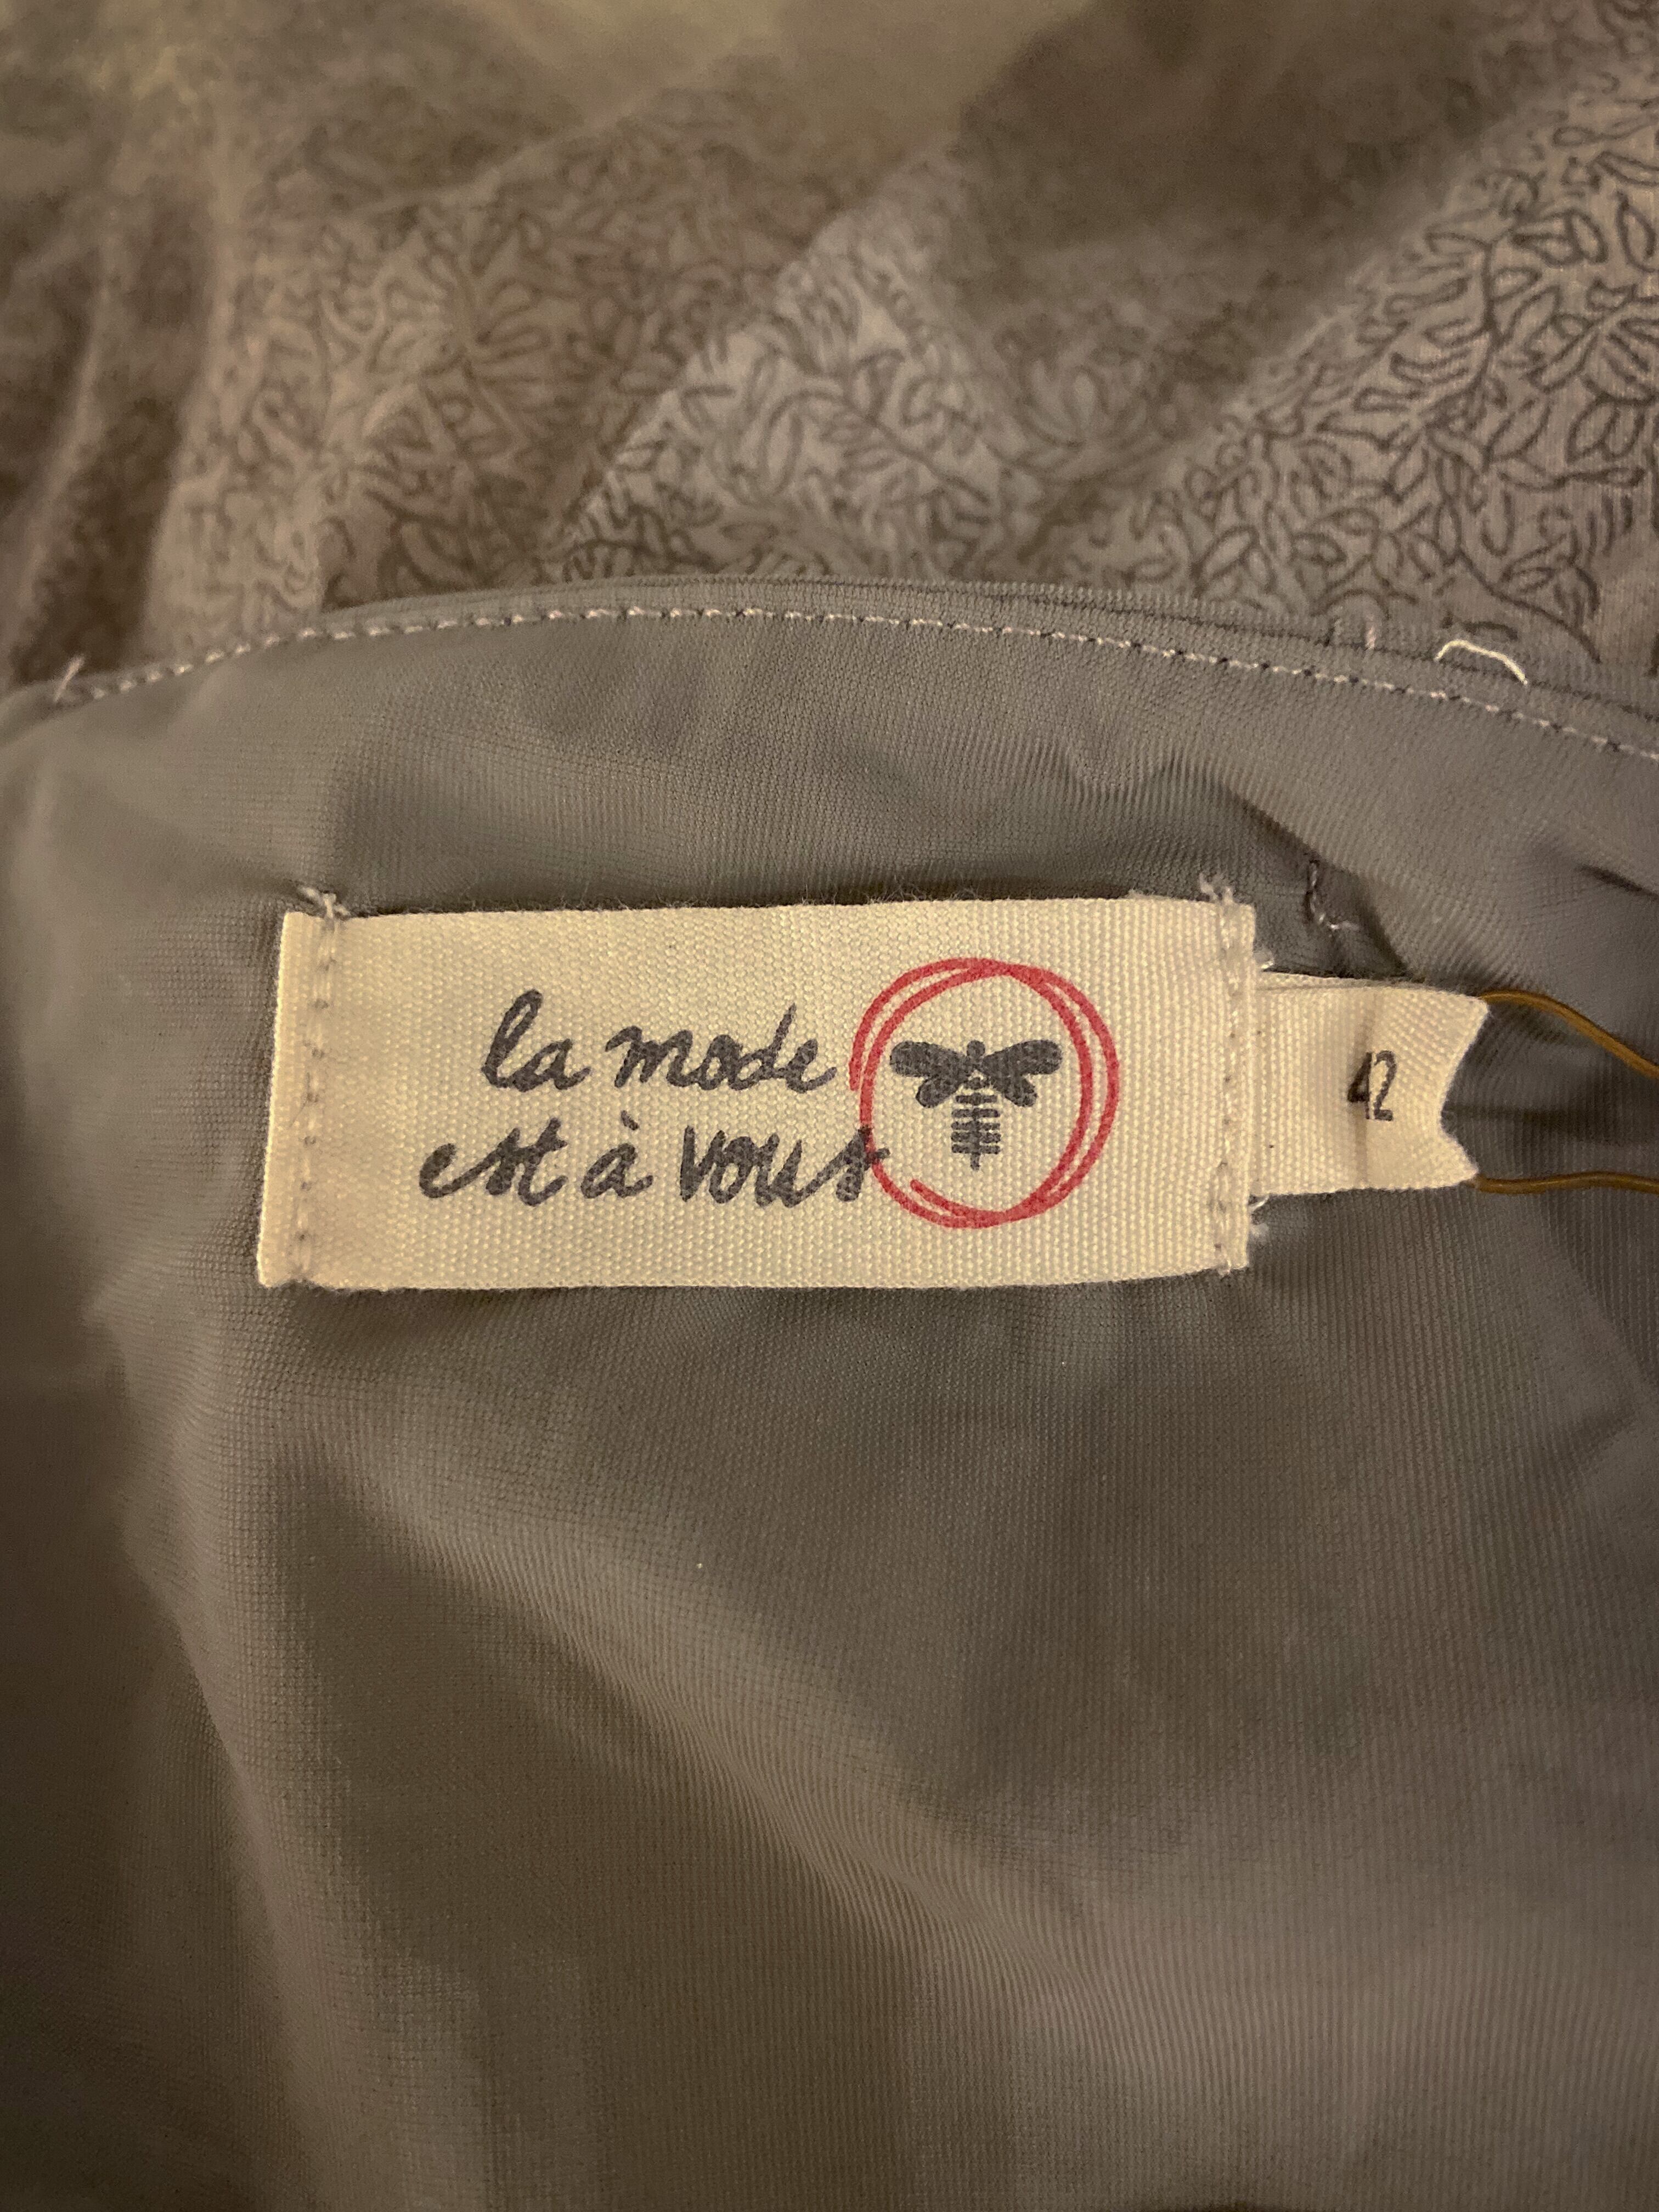 la mode
est à vous
42